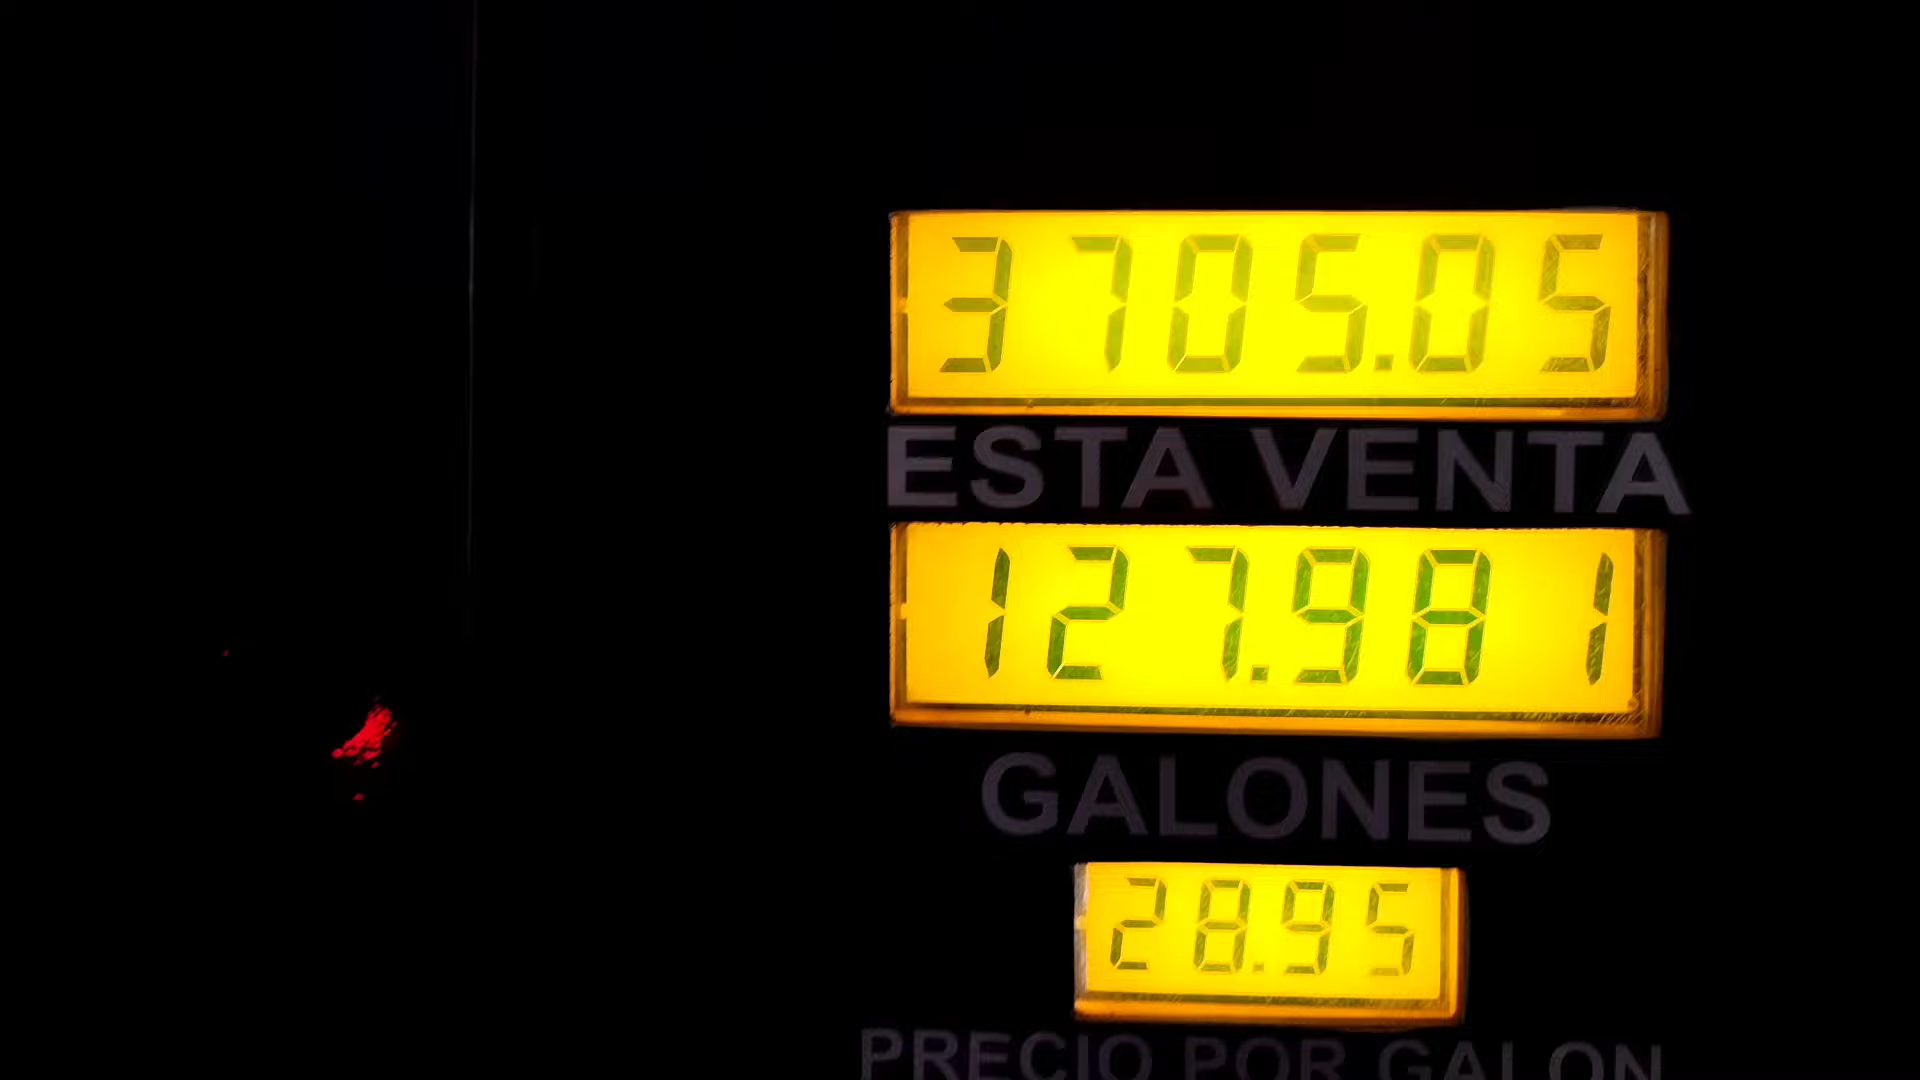 3705.05
ESTA VENTA
127.981
GALONES
28.95
PRECIO POR GALON